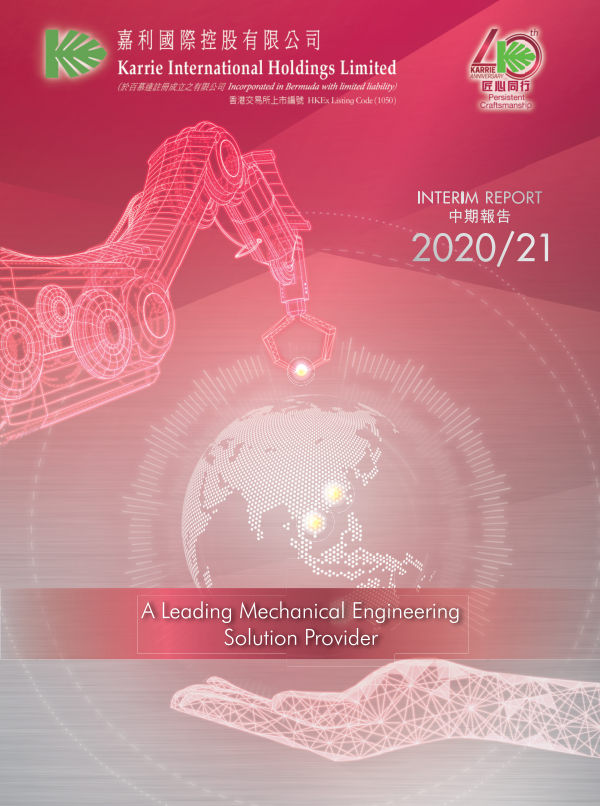 嘉利國際控股有限公司
Karrie International Holdings Limited
(於百慕達註冊成立之有限公司 Incorporated in Bermuda with limited liability)
香港交易所上市編號 HKEx Listing Code (1050)
40th
KARRIE
ANNIVERSARY
匠心同行
Persistent
Craftsmanship
INTERIM REPORT
中期報告
2020/21
A Leading Mechanical Engineering
Solution Provider